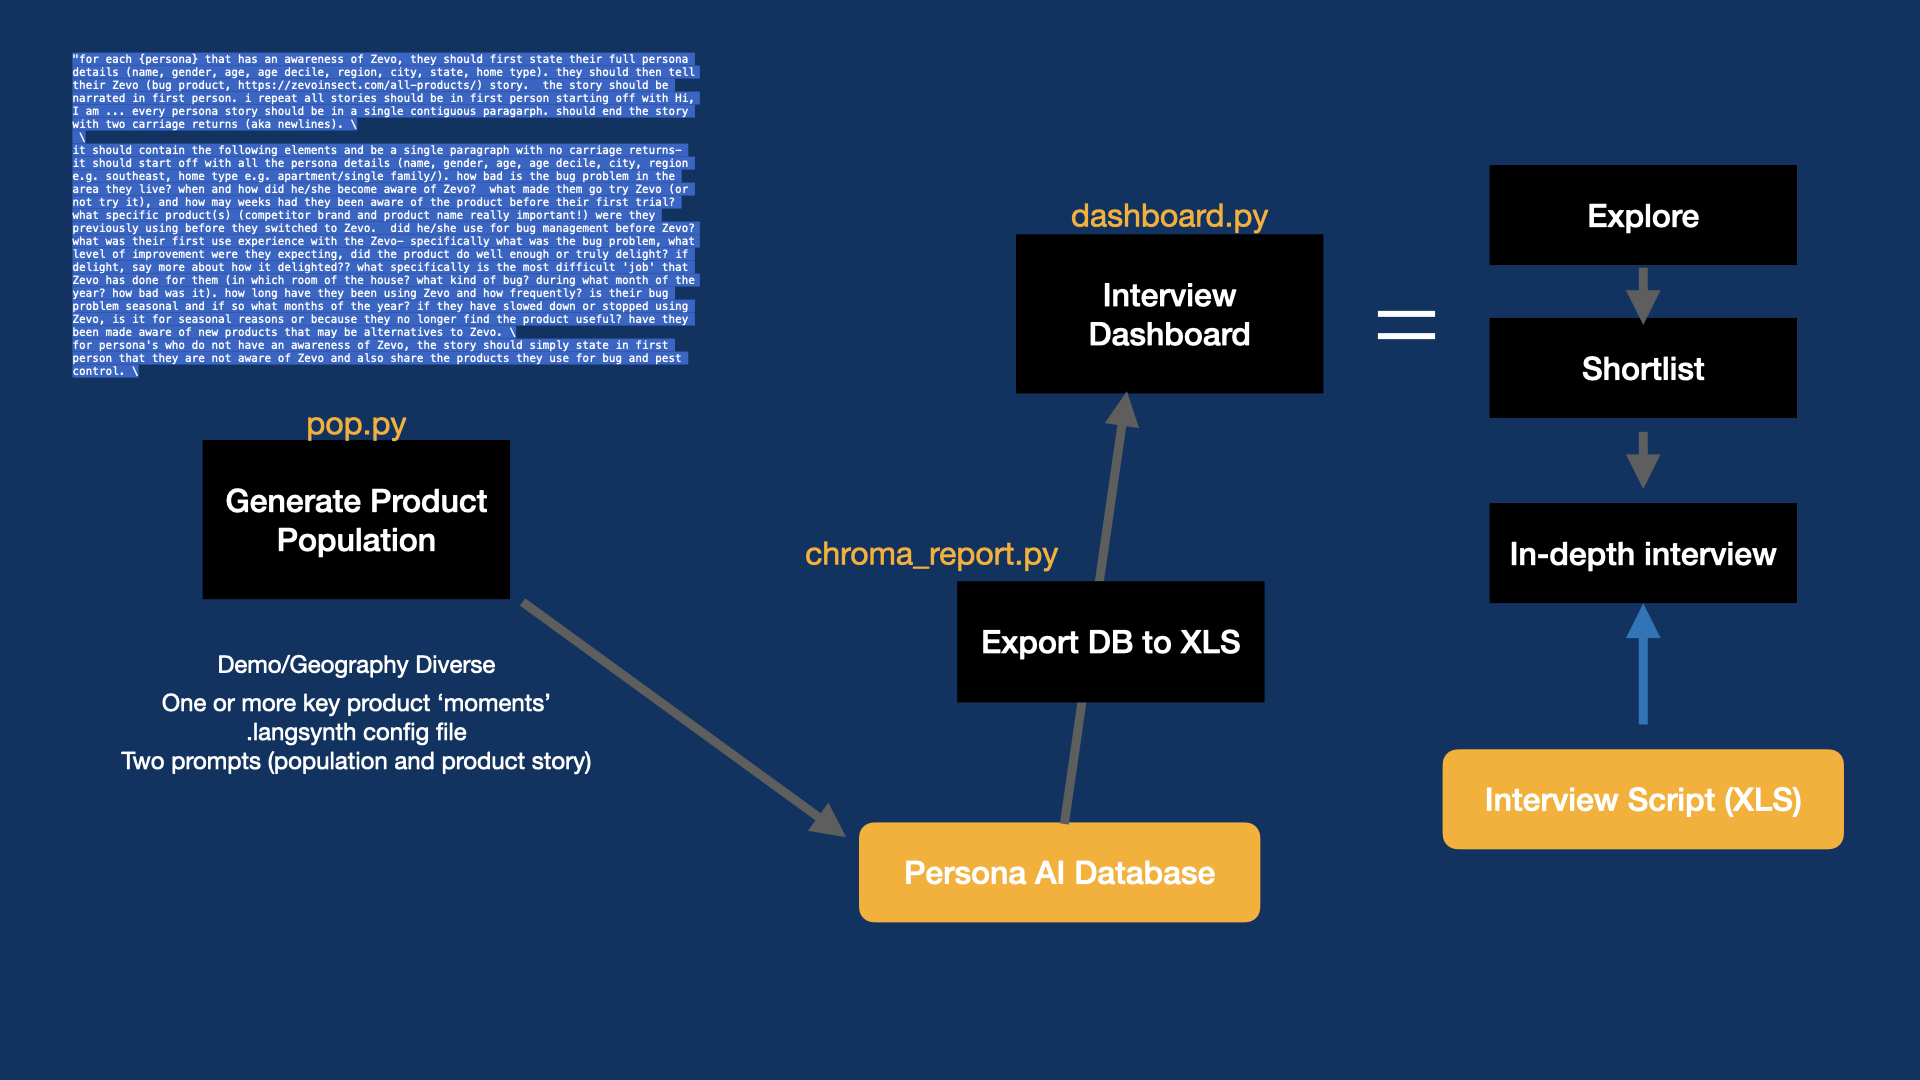 "for each {persona} that has an awareness of Zevo, they should first state their full persona
details (name, gender, age, age decile, region, city, state, home type). they should then tell
their Zevo (bug product, https://zevoinsect.com/all-products/) story.  the story should be
narrated in first person. i repeat all stories should be in first person starting off with Hi,
I am ... every persona story should be in a single contiguous paragarph. should end the story
with two carriage returns (aka newlines). \
\
it should contain the following elements and be a single paragraph with no carriage returns-
it should start off with all the persona details (name, gender, age, age decile, city, region
e.g. southeast, home type e.g. apartment/single family/). how bad is the bug problem in the
area they live? when and how did he/she become aware of Zevo?  what made them go try Zevo (or
not try it), and how may weeks had they been aware of the product before their first trial?
what specific product(s) (competitor brand and product name really important!) were they
previously using before they switched to Zevo.  did he/she use for bug management before Zevo?
what was their first use experience with the Zevo- specifically what was the bug problem, what
level of improvement were they expecting, did the product do well enough or truly delight? if
delight, say more about how it delighted?? what specifically is the most difficult 'job' that
Zevo has done for them (in which room of the house? what kind of bug? during what month of the
year? how bad was it). how long have they been using Zevo and how frequently? is their bug
problem seasonal and if so what months of the year? if they have slowed down or stopped using
Zevo, is it for seasonal reasons or because they no longer find the product useful? have they
been made aware of new products that may be alternatives to Zevo. \
for persona's who do not have an awareness of Zevo, the story should simply state in first
person that they are not aware of Zevo and also share the products they use for bug and pest
control. \
pop.py
Generate Product
Population
Demo/Geography Diverse
One or more key product ‘moments’
.langsynth config file
Two prompts (population and product story)
dashboard.py
Interview
Dashboard
chroma_report.py
Export DB to XLS
Persona AI Database
=
Explore
Shortlist
In-depth interview
Interview Script (XLS)